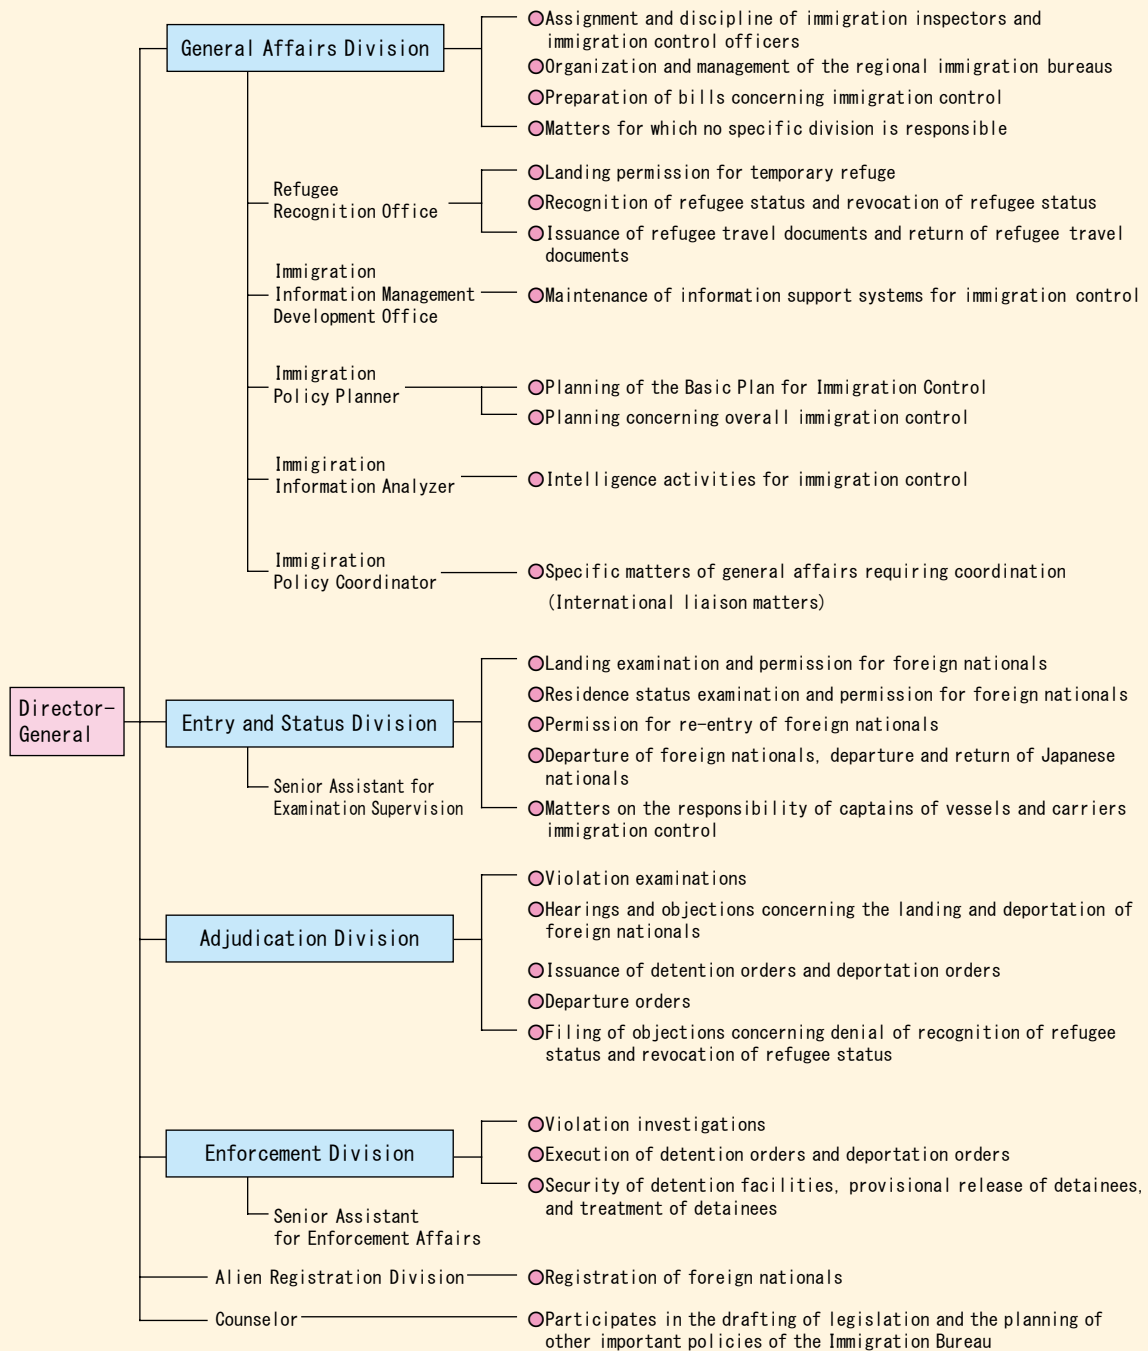 General Affairs Division
○Assignment and discipline of immigration inspectors and
immigration control officers
○Organization and management of the regional immigration bureaus
○Preparation of bills concerning immigration control
○Matters for which no specific division is responsible
Refugee
Recognition Office
○Landing permission for temporary refuge
○Recognition of refugee status and revocation of refugee status
○Issuance of refugee travel documents and return of refugee travel
documents
Immigration
Information Management
Development Office
○Maintenance of information support systems for immigration control
Immigration
Policy Planner
○Planning of the Basic Plan for Immigration Control
○Planning concerning overall immigration control
Immigiration
Information Analyzer
○Intelligence activities for immigration control
Immigiration
Policy Coordinator
○Specific matters of general affairs requiring coordination
(International liaison matters)
Director-
General
Entry and Status Division
○Landing examination and permission for foreign nationals
○Residence status examination and permission for foreign nationals
○Permission for re-entry of foreign nationals
○Departure of foreign nationals, departure and return of Japanese
nationals
○Matters on the responsibility of captains of vessels and carriers
immigration control
Senior Assistant for
Examination Supervision
Adjudication Division
○Violation examinations
○Hearings and objections concerning the landing and deportation of
foreign nationals
○Issuance of detention orders and deportation orders
○Departure orders
○Filing of objections concerning denial of recognition of refugee
status and revocation of refugee status
Enforcement Division
○Violation investigations
○Execution of detention orders and deportation orders
○Security of detention facilities, provisional release of detainees,
and treatment of detainees
Senior Assistant
for Enforcement Affairs
Alien Registration Division
○Registration of foreign nationals
Counselor
○Participates in the drafting of legislation and the planning of
other important policies of the Immigration Bureau